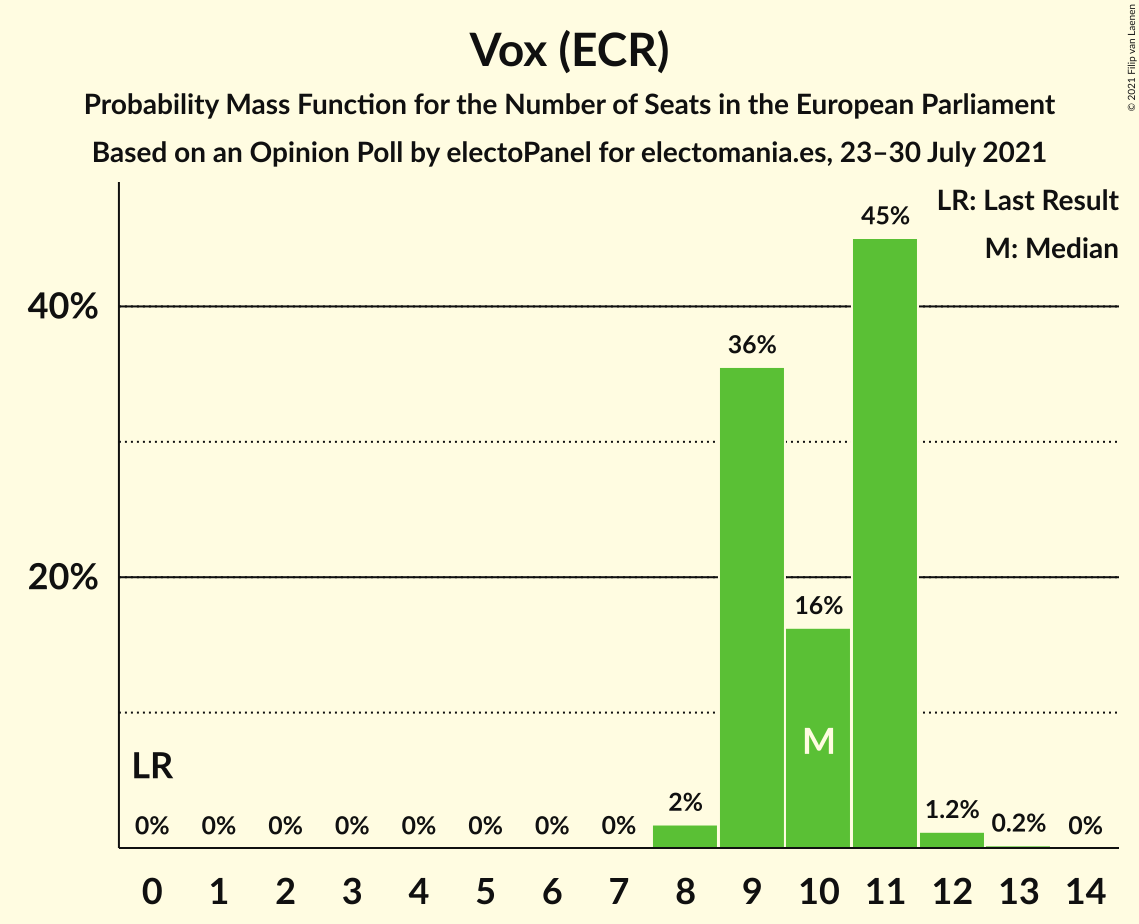 Vox (ECR)
Probability Mass Function for the Number of Seats in the European Parliament
Based on an Opinion Poll by electoPanel for electomania.es, 23–30 July 2021
© 2021 Filip van Laenen
LR: Last Result
M: Median
45%
40%
36%
20%
16%
M
LR
0% 0% 0% 0% 0% 0% 0% 0% 2% 1.2% 0.2% 0%
0 1 2 3 4 5 6 7 8 9 10 11 12 13 14